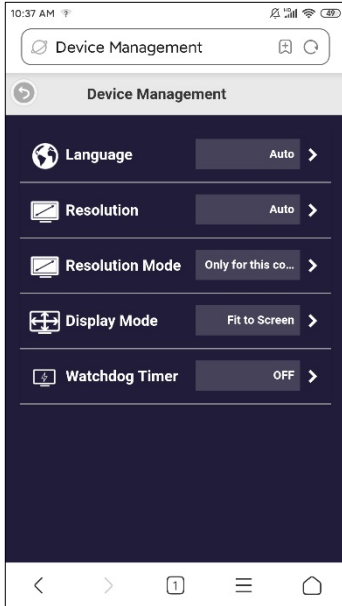 10:37 AM
49
Device Management
Device Management
Language Auto
Resolution Auto
Resolution Mode Only for this co...
Display Mode Fit to Screen
Watchdog Timer OFF
1